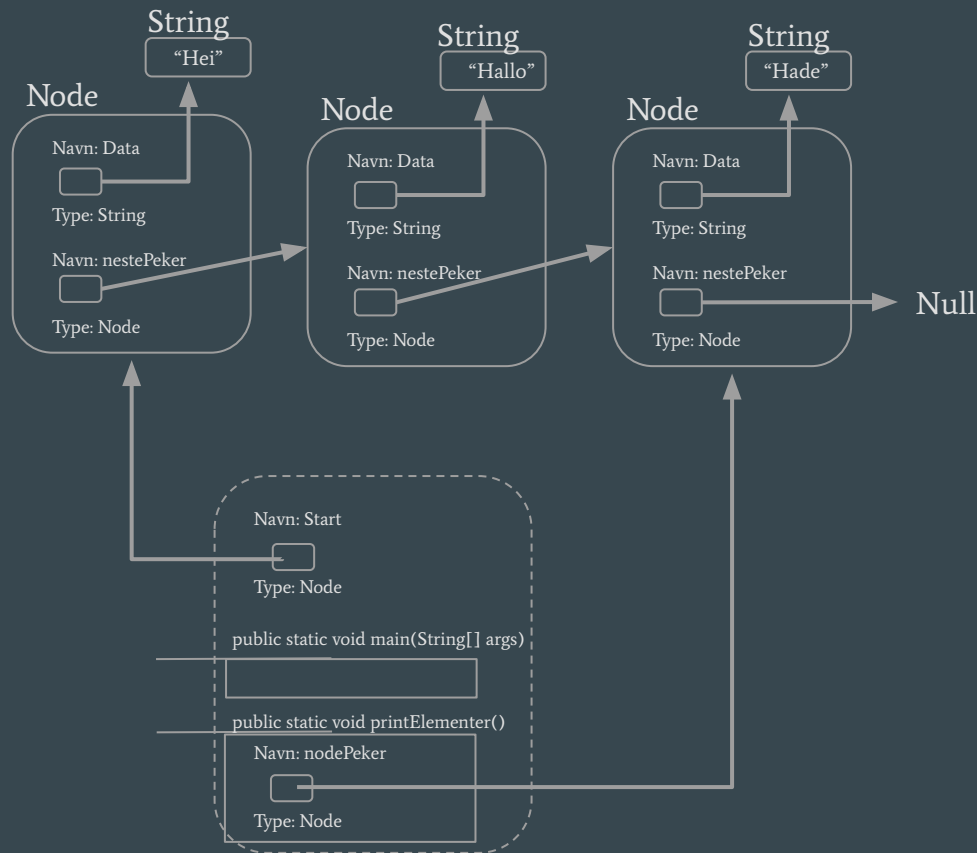 String
"Hei"
Node
Navn: Data
Type: String
Navn: nestePeker
Type: Node
String
"Hallo"
Node
Navn: Data
Type: String
Navn: nestePeker
Type: Node
String
"Hade"
Node
Navn: Data
Type: String
Navn: nestePeker
Type: Node
Null
Navn: Start
Type: Node
public static void main(String[] args)
public static void printElementer()
Navn: nodePeker
Type: Node